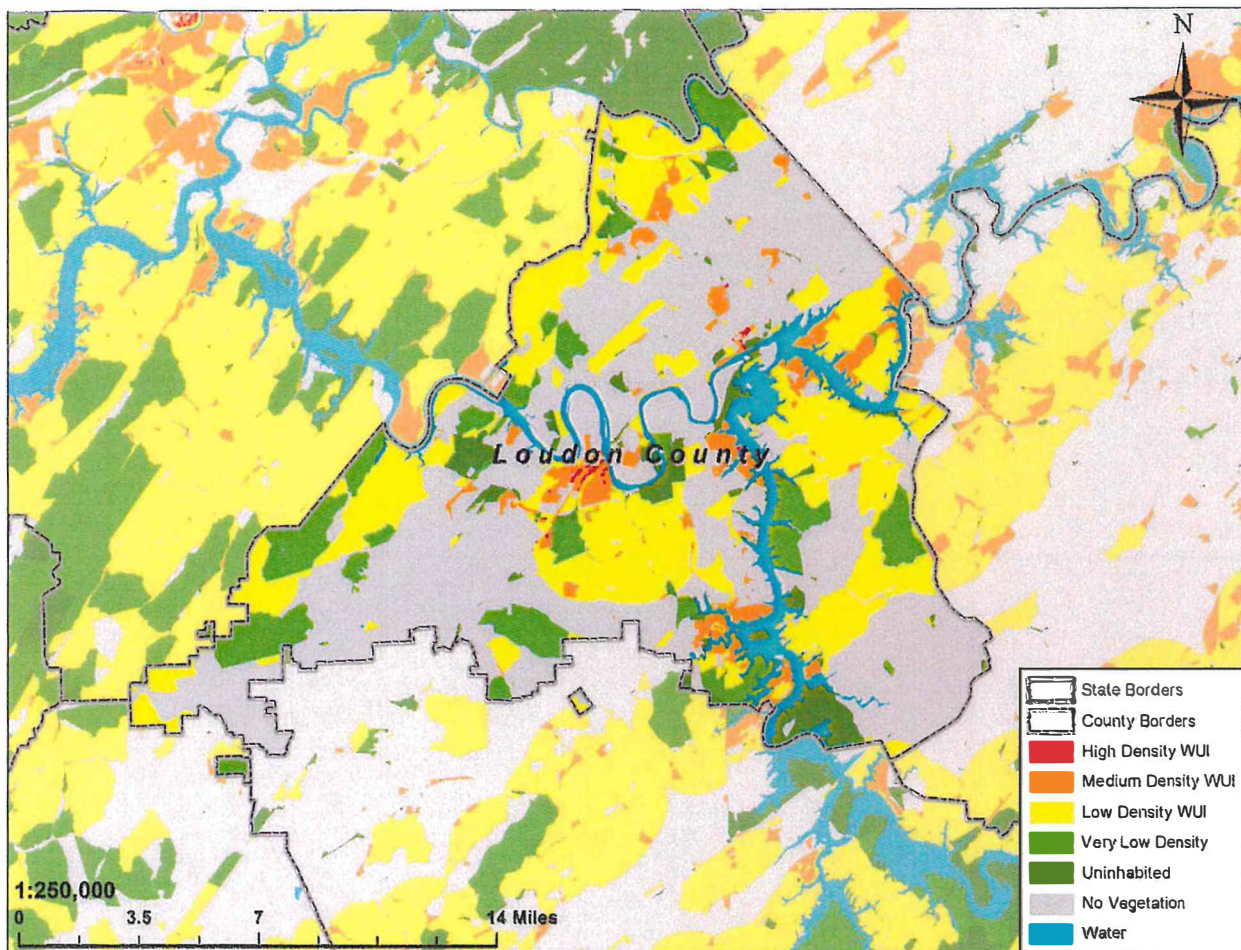 N
Loudon County
State Borders
County Borders
High Density WUI
Medium Density WUI
Low Density WUI
Very Low Density
Uninhabited
No Vegetation
Water
1:250,000
0 3.5 7 14 Miles